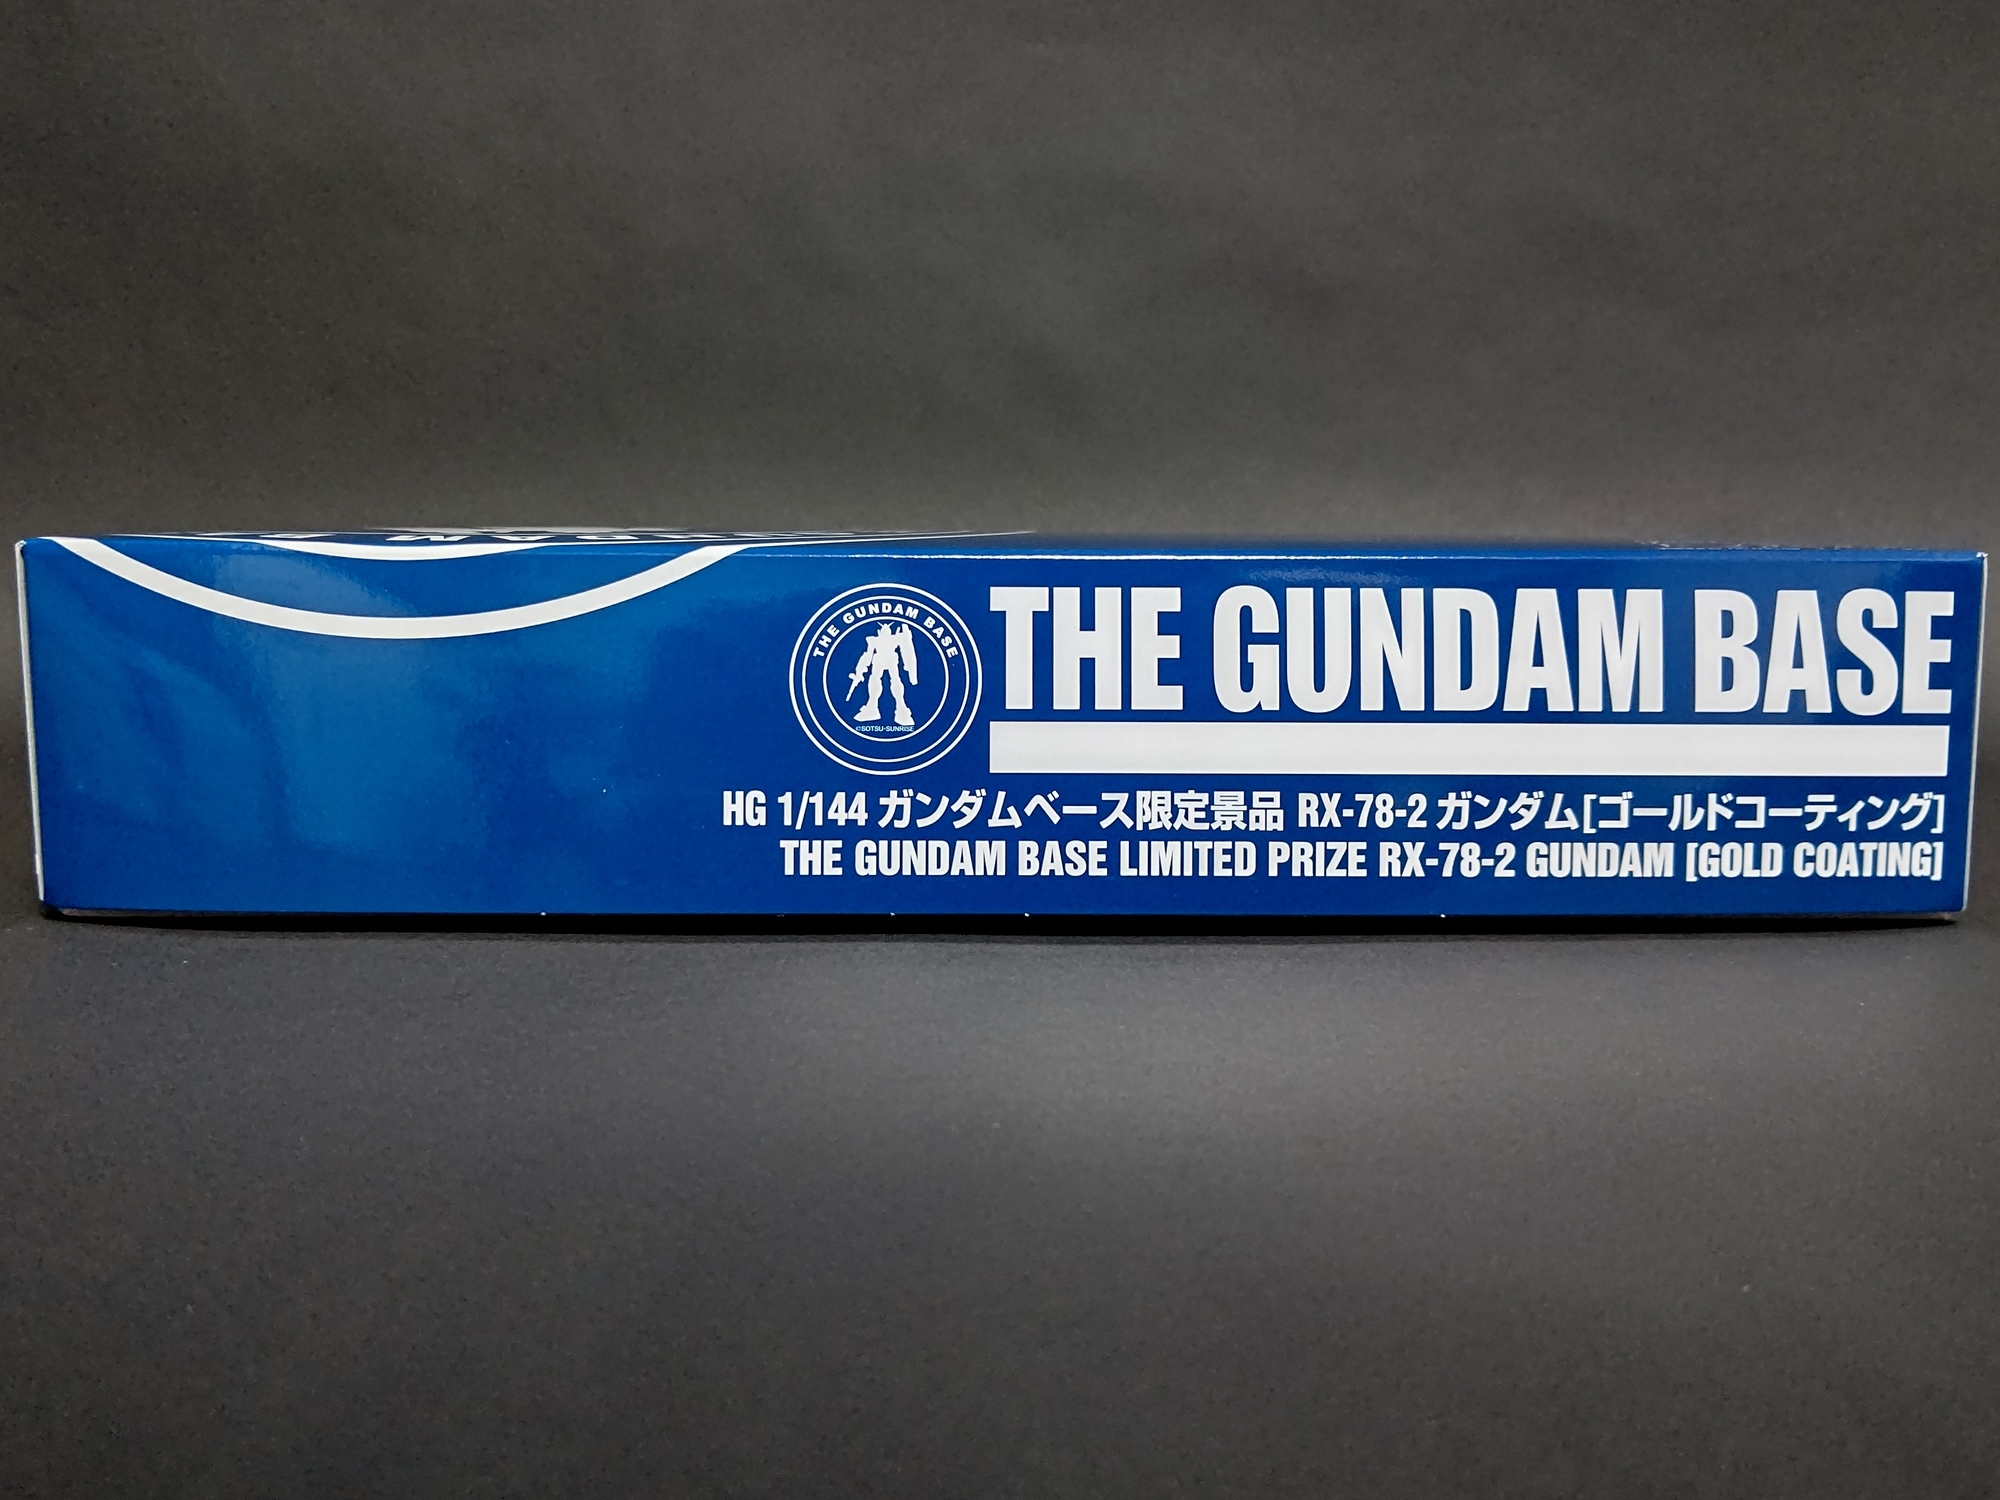 THE GUNDAM BASE
©SOTSU·SUNRISE
THE GUNDAM BASE
HG 1/144 ガンダムベース限定景品 RX-78-2 ガンダム[ゴールドコーティング]
THE GUNDAM BASE LIMITED PRIZE RX-78-2 GUNDAM [GOLD COATING]